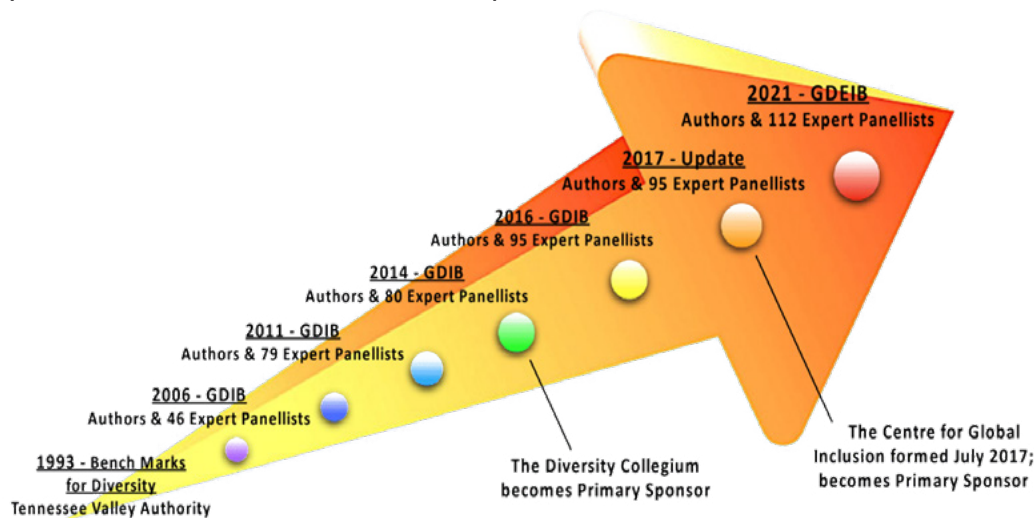 2021 - GDEIB
Authors & 112 Expert Panellists
2017 - Update
Authors & 95 Expert Panellists
2016 - GDIB
Authors & 95 Expert Panellists
2014 - GDIB
Authors & 80 Expert Panellists
2011 - GDIB
Authors & 79 Expert Panellists
2006 - GDIB
Authors & 46 Expert Panellists
1993 - Bench Marks
for Diversity
Tennessee Valley Authority
The Diversity Collegium
becomes Primary Sponsor
The Centre for Global
Inclusion formed July 2017;
becomes Primary Sponsor